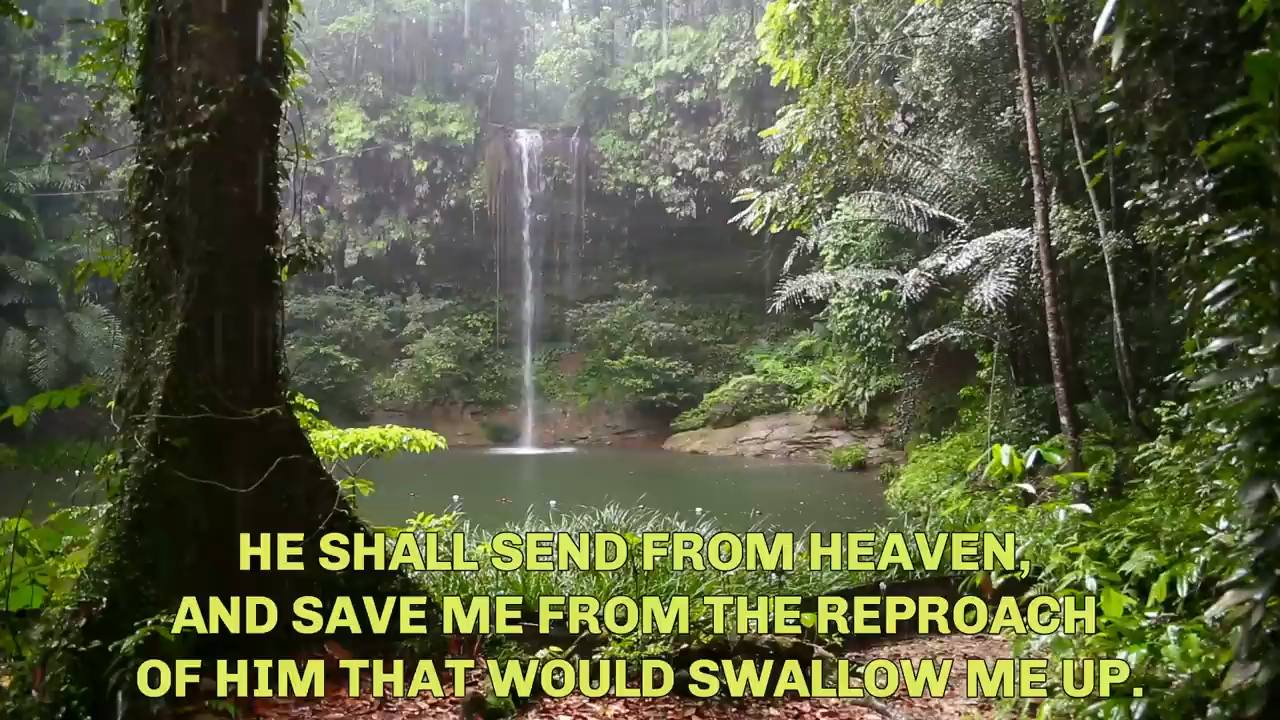 HE SHALL SEND FROM HEAVEN,
AND SAVE ME FROM THE REPROACH
OF HIM THAT WOULD SWALLOW ME UP.